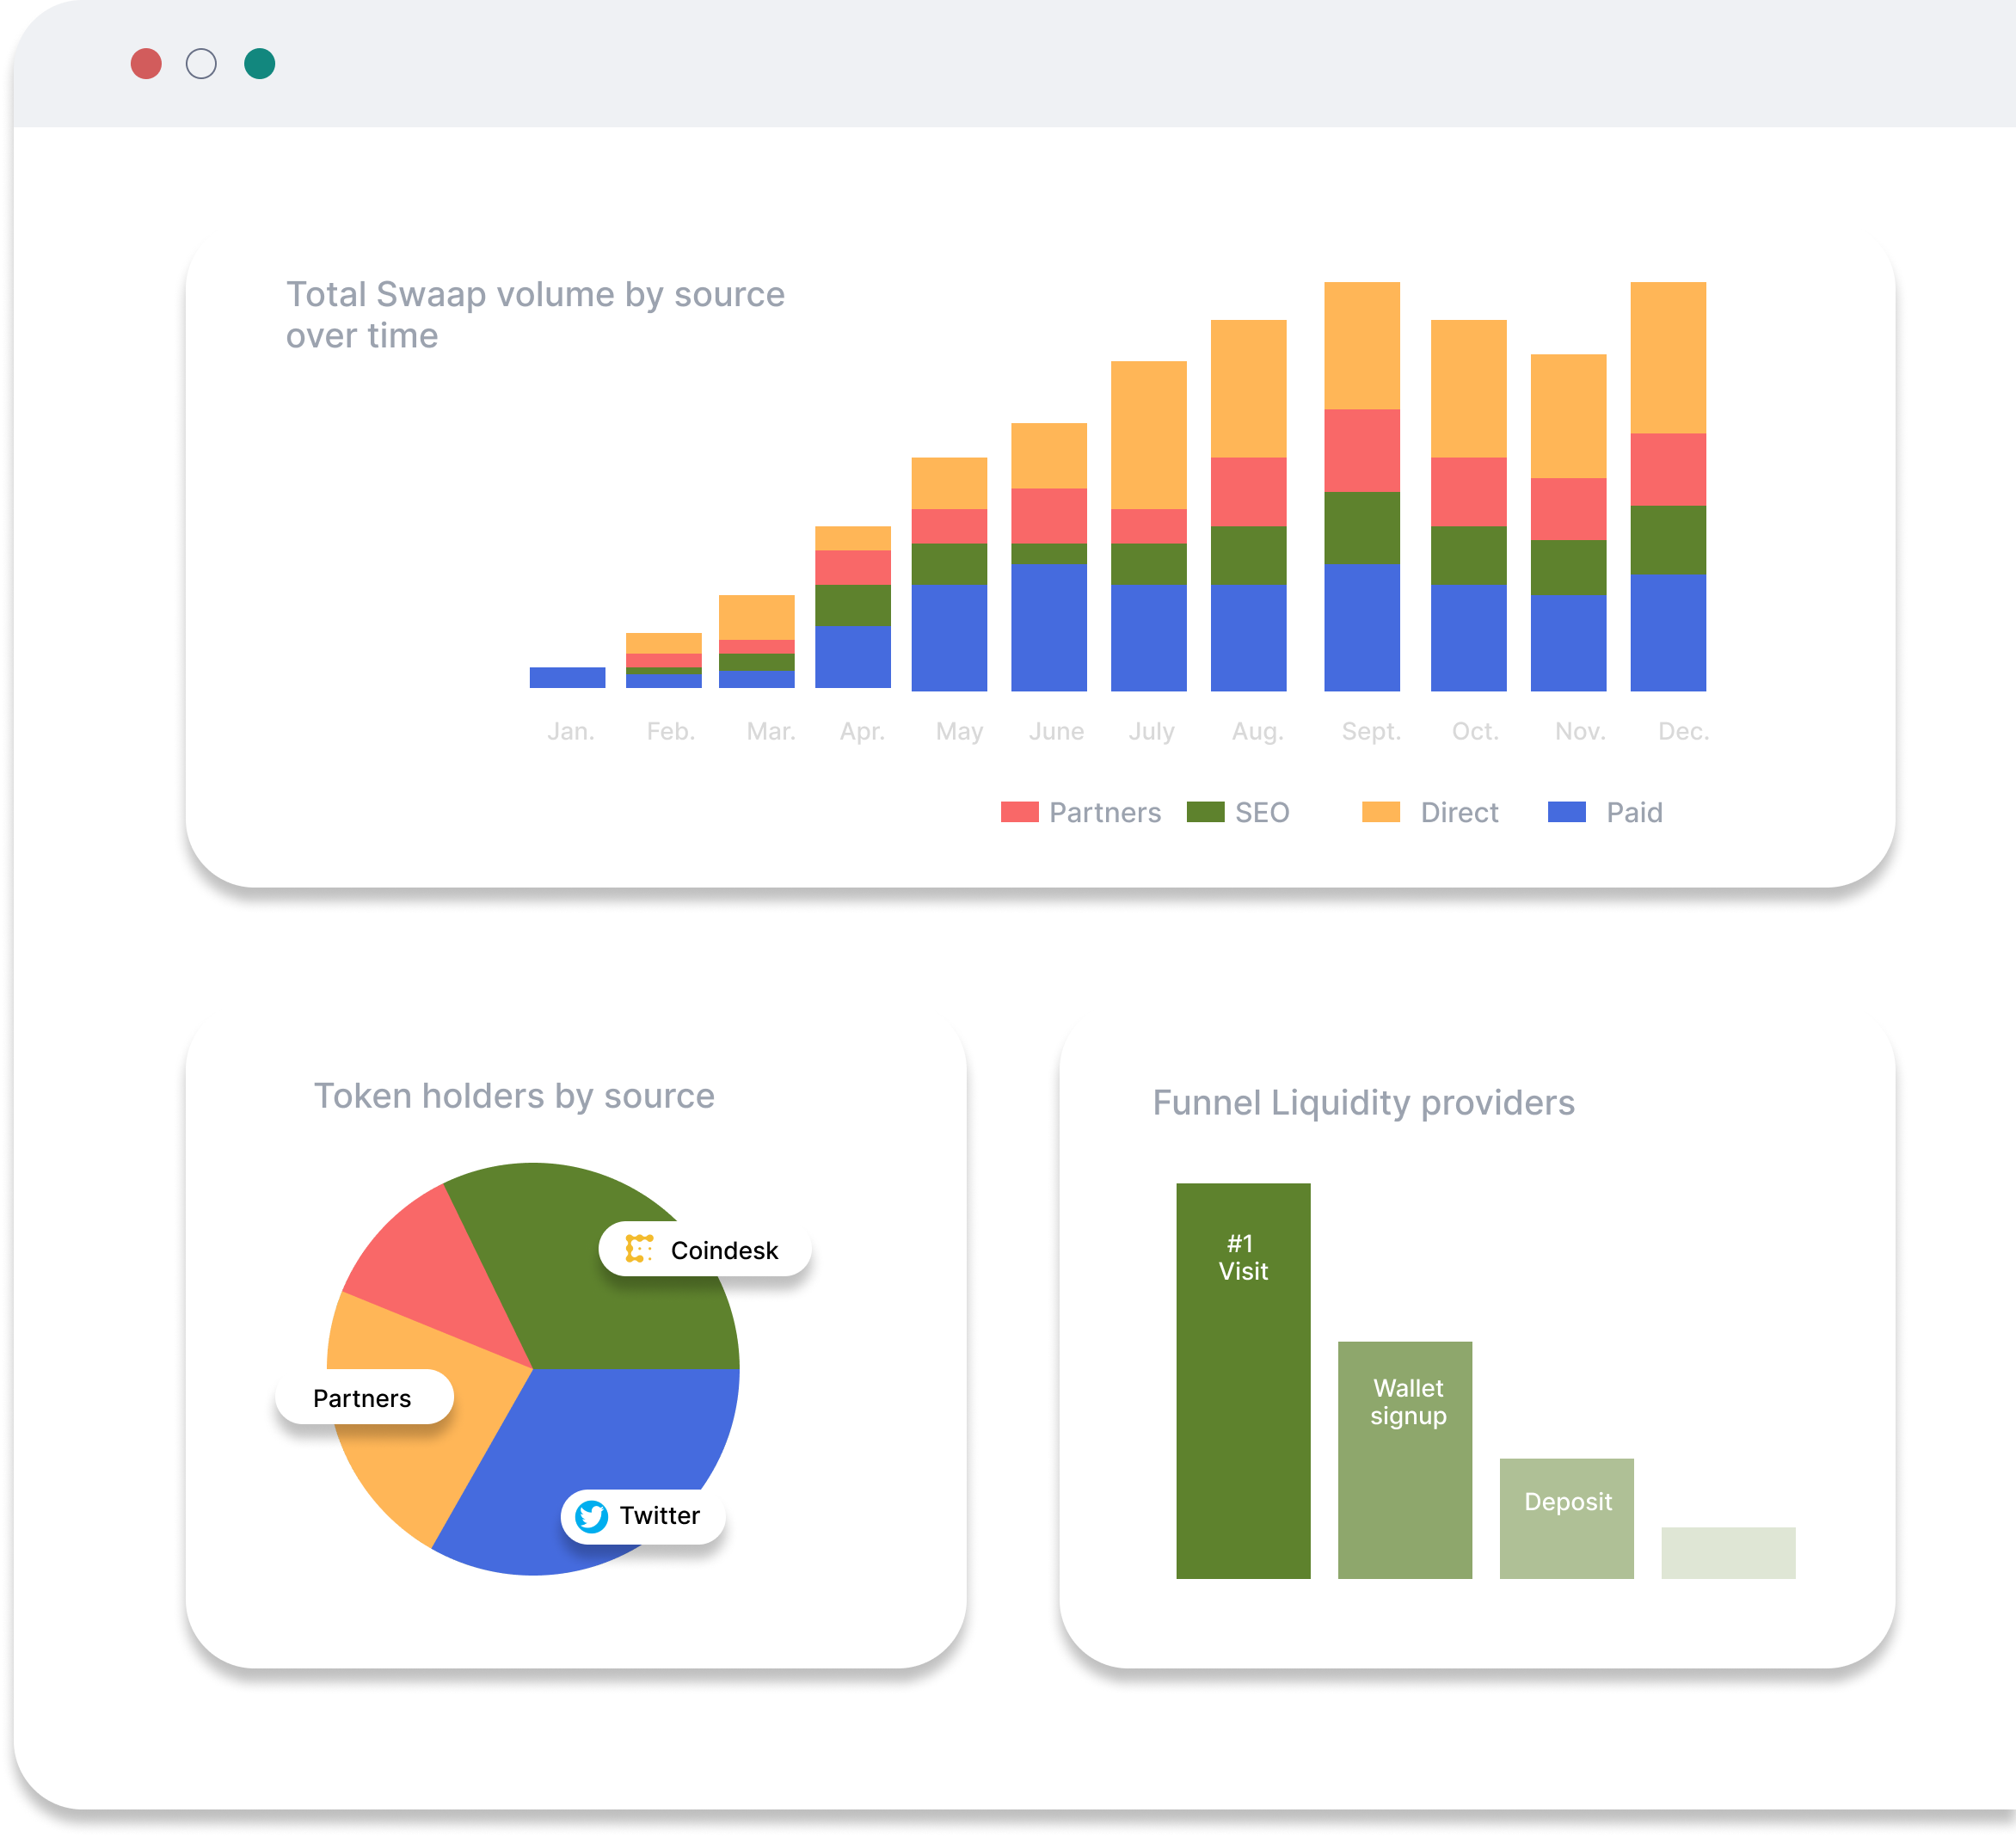 Total Swaap volume by source
over time
Jan. Feb. Mar. Apr. May June July Aug. Sept. Oct. Nov. Dec.
Partners SEO Direct Paid
Token holders by source
Coindesk
Partners
Twitter
Funnel Liquidity providers
#1
Visit
Wallet
signup
Deposit